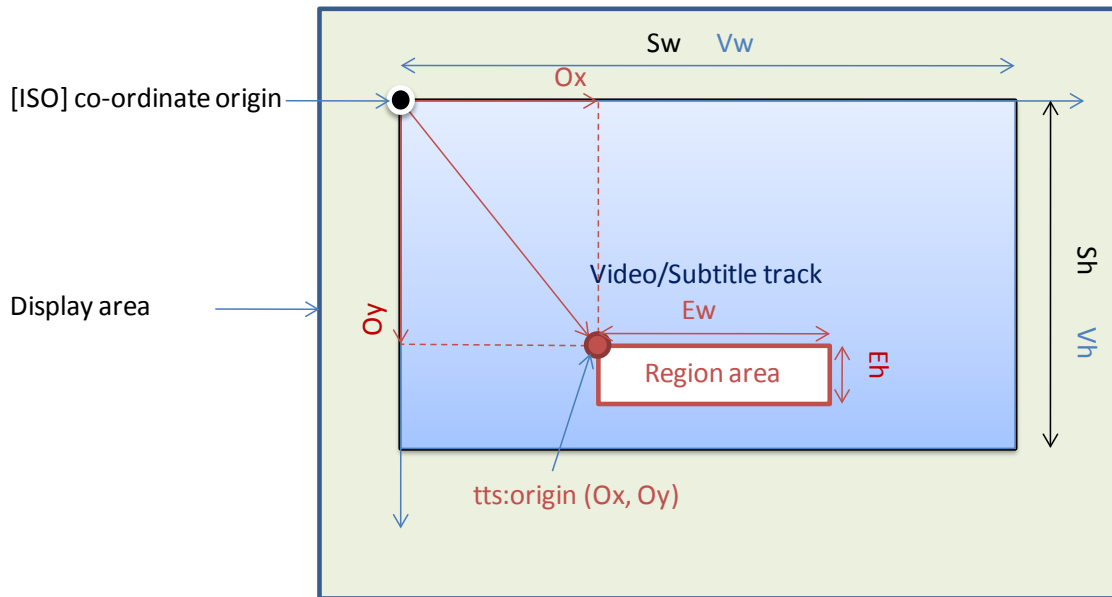 Sw Vw
Ox
[ISO] co-ordinate origin
Sh
Video/Subtitle track
Display area
Oy
Ew
Vh
Region area
Eh
tts:origin (Ox, Oy)